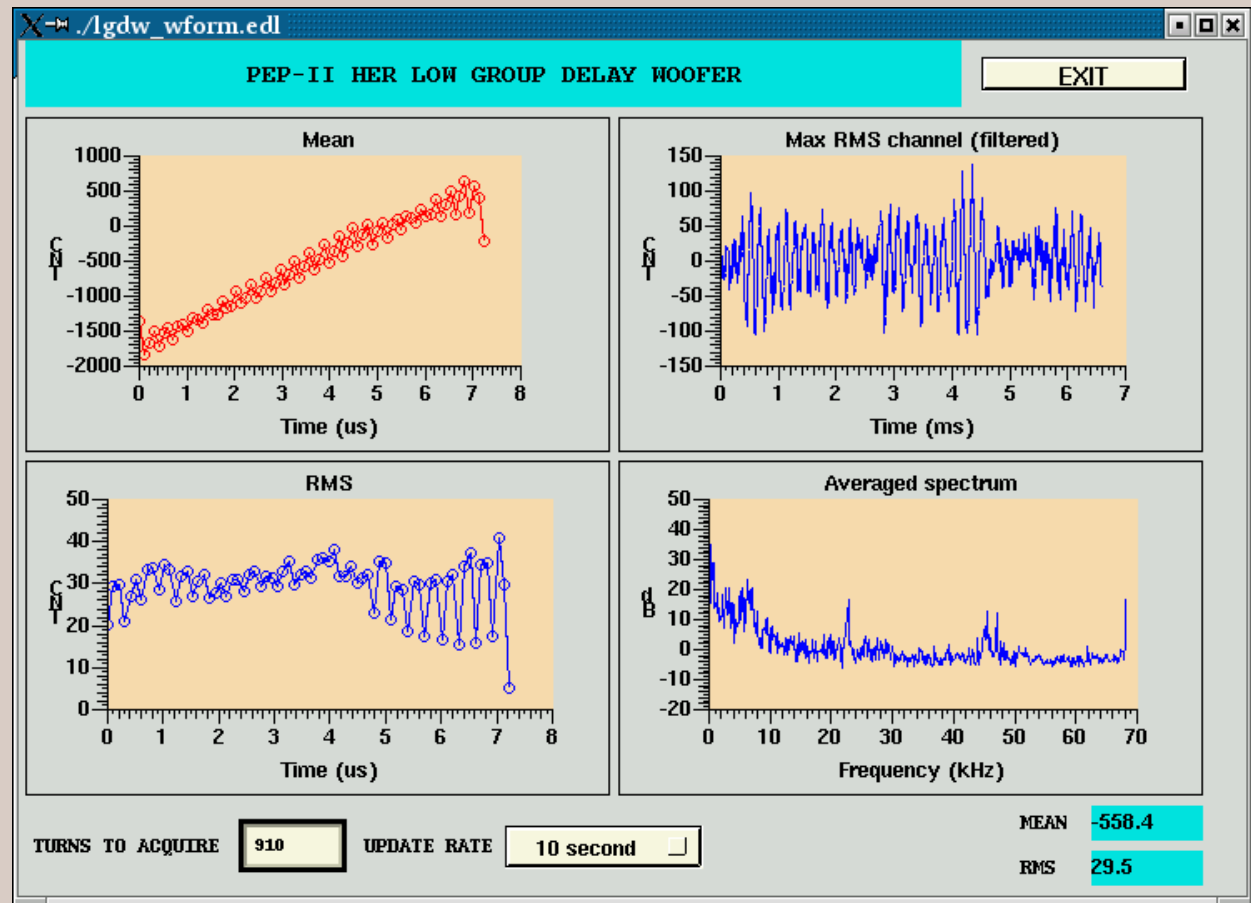 ./lgdw_wform.edl
PEP-II HER LOW GROUP DELAY WOOFER
EXIT
Mean
1000
500
0
-500
-1000
-1500
-2000
CNT
0 1 2 3 4 5 6 7 8
Time (us)
Max RMS channel (filtered)
150
100
50
0
-50
-100
-150
CNT
0 1 2 3 4 5 6 7
Time (ms)
RMS
50
40
30
20
10
0
CNT
0 1 2 3 4 5 6 7 8
Time (us)
Averaged spectrum
50
40
30
20
10
0
-10
-20
dB
0 10 20 30 40 50 60 70
Frequency (kHz)
TURNS TO ACQUIRE 910 UPDATE RATE 10 second
MEAN -558.4
RMS 29.5